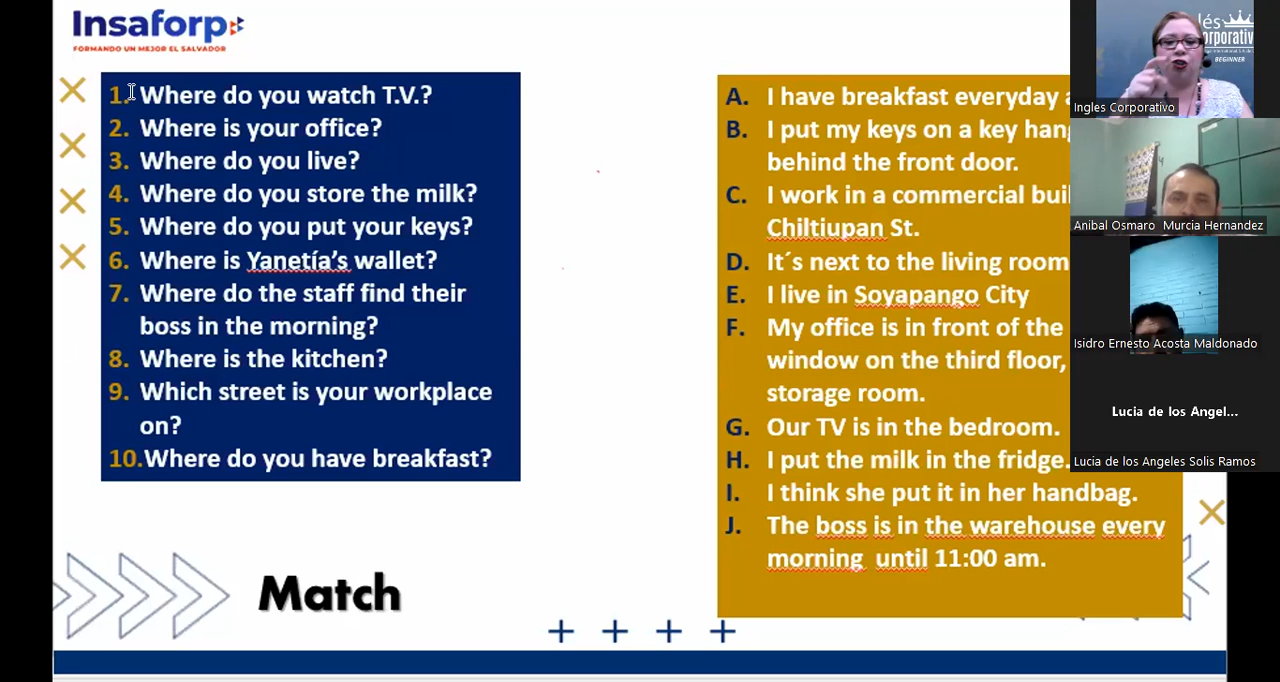 Insaforp
FORMANDO UN MEJOR EL SALVADOR
1. Where do you watch T.V.?
2. Where is your office?
3. Where do you live?
4. Where do you store the milk?
5. Where do you put your keys?
6. Where is Yanetía’s wallet?
7. Where do the staff find their
boss in the morning?
8. Where is the kitchen?
9. Which street is your workplace
on?
10. Where do you have breakfast?
Match
A. I have breakfast everyday
B. I put my keys on a key
behind the front door.
C. I work in a commercial
Chiltiupan St.
D. It´s next to the living room
E. I live in Soyapango City
F. My office is in front of the
window on the third floor,
storage room.
G. Our TV is in the bedroom.
H. I put the milk in the fridge.
I. I think she put it in her handbag.
J. The boss is in the warehouse every
morning until 11:00 am.
BEGINNER
Ingles Corporativo
Anibal Osmaro Murcia Hernandez
Isidro Ernesto Acosta Maldonado
Lucia de los Angel...
Lucia de los Angeles Solis Ramos